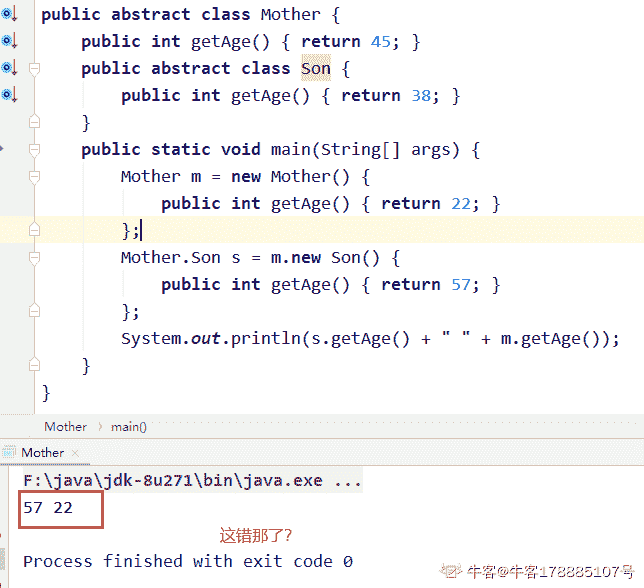 public abstract class Mother {
public int getAge() { return 45; }
public abstract class Son {
public int getAge() { return 38; }
}
public static void main(String[] args) {
Mother m = new Mother() {
public int getAge() { return 22; }
};
Mother.Son s = m.new Son() {
public int getAge() { return 57; }
};
System.out.println(s.getAge() + " " + m.getAge());
}
}
Mother › main()
Mother ×
F:\java\jdk-8u271\bin\java.exe ...
57 22
这错那了?
Process finished with exit code 0
牛客@牛客178885107号